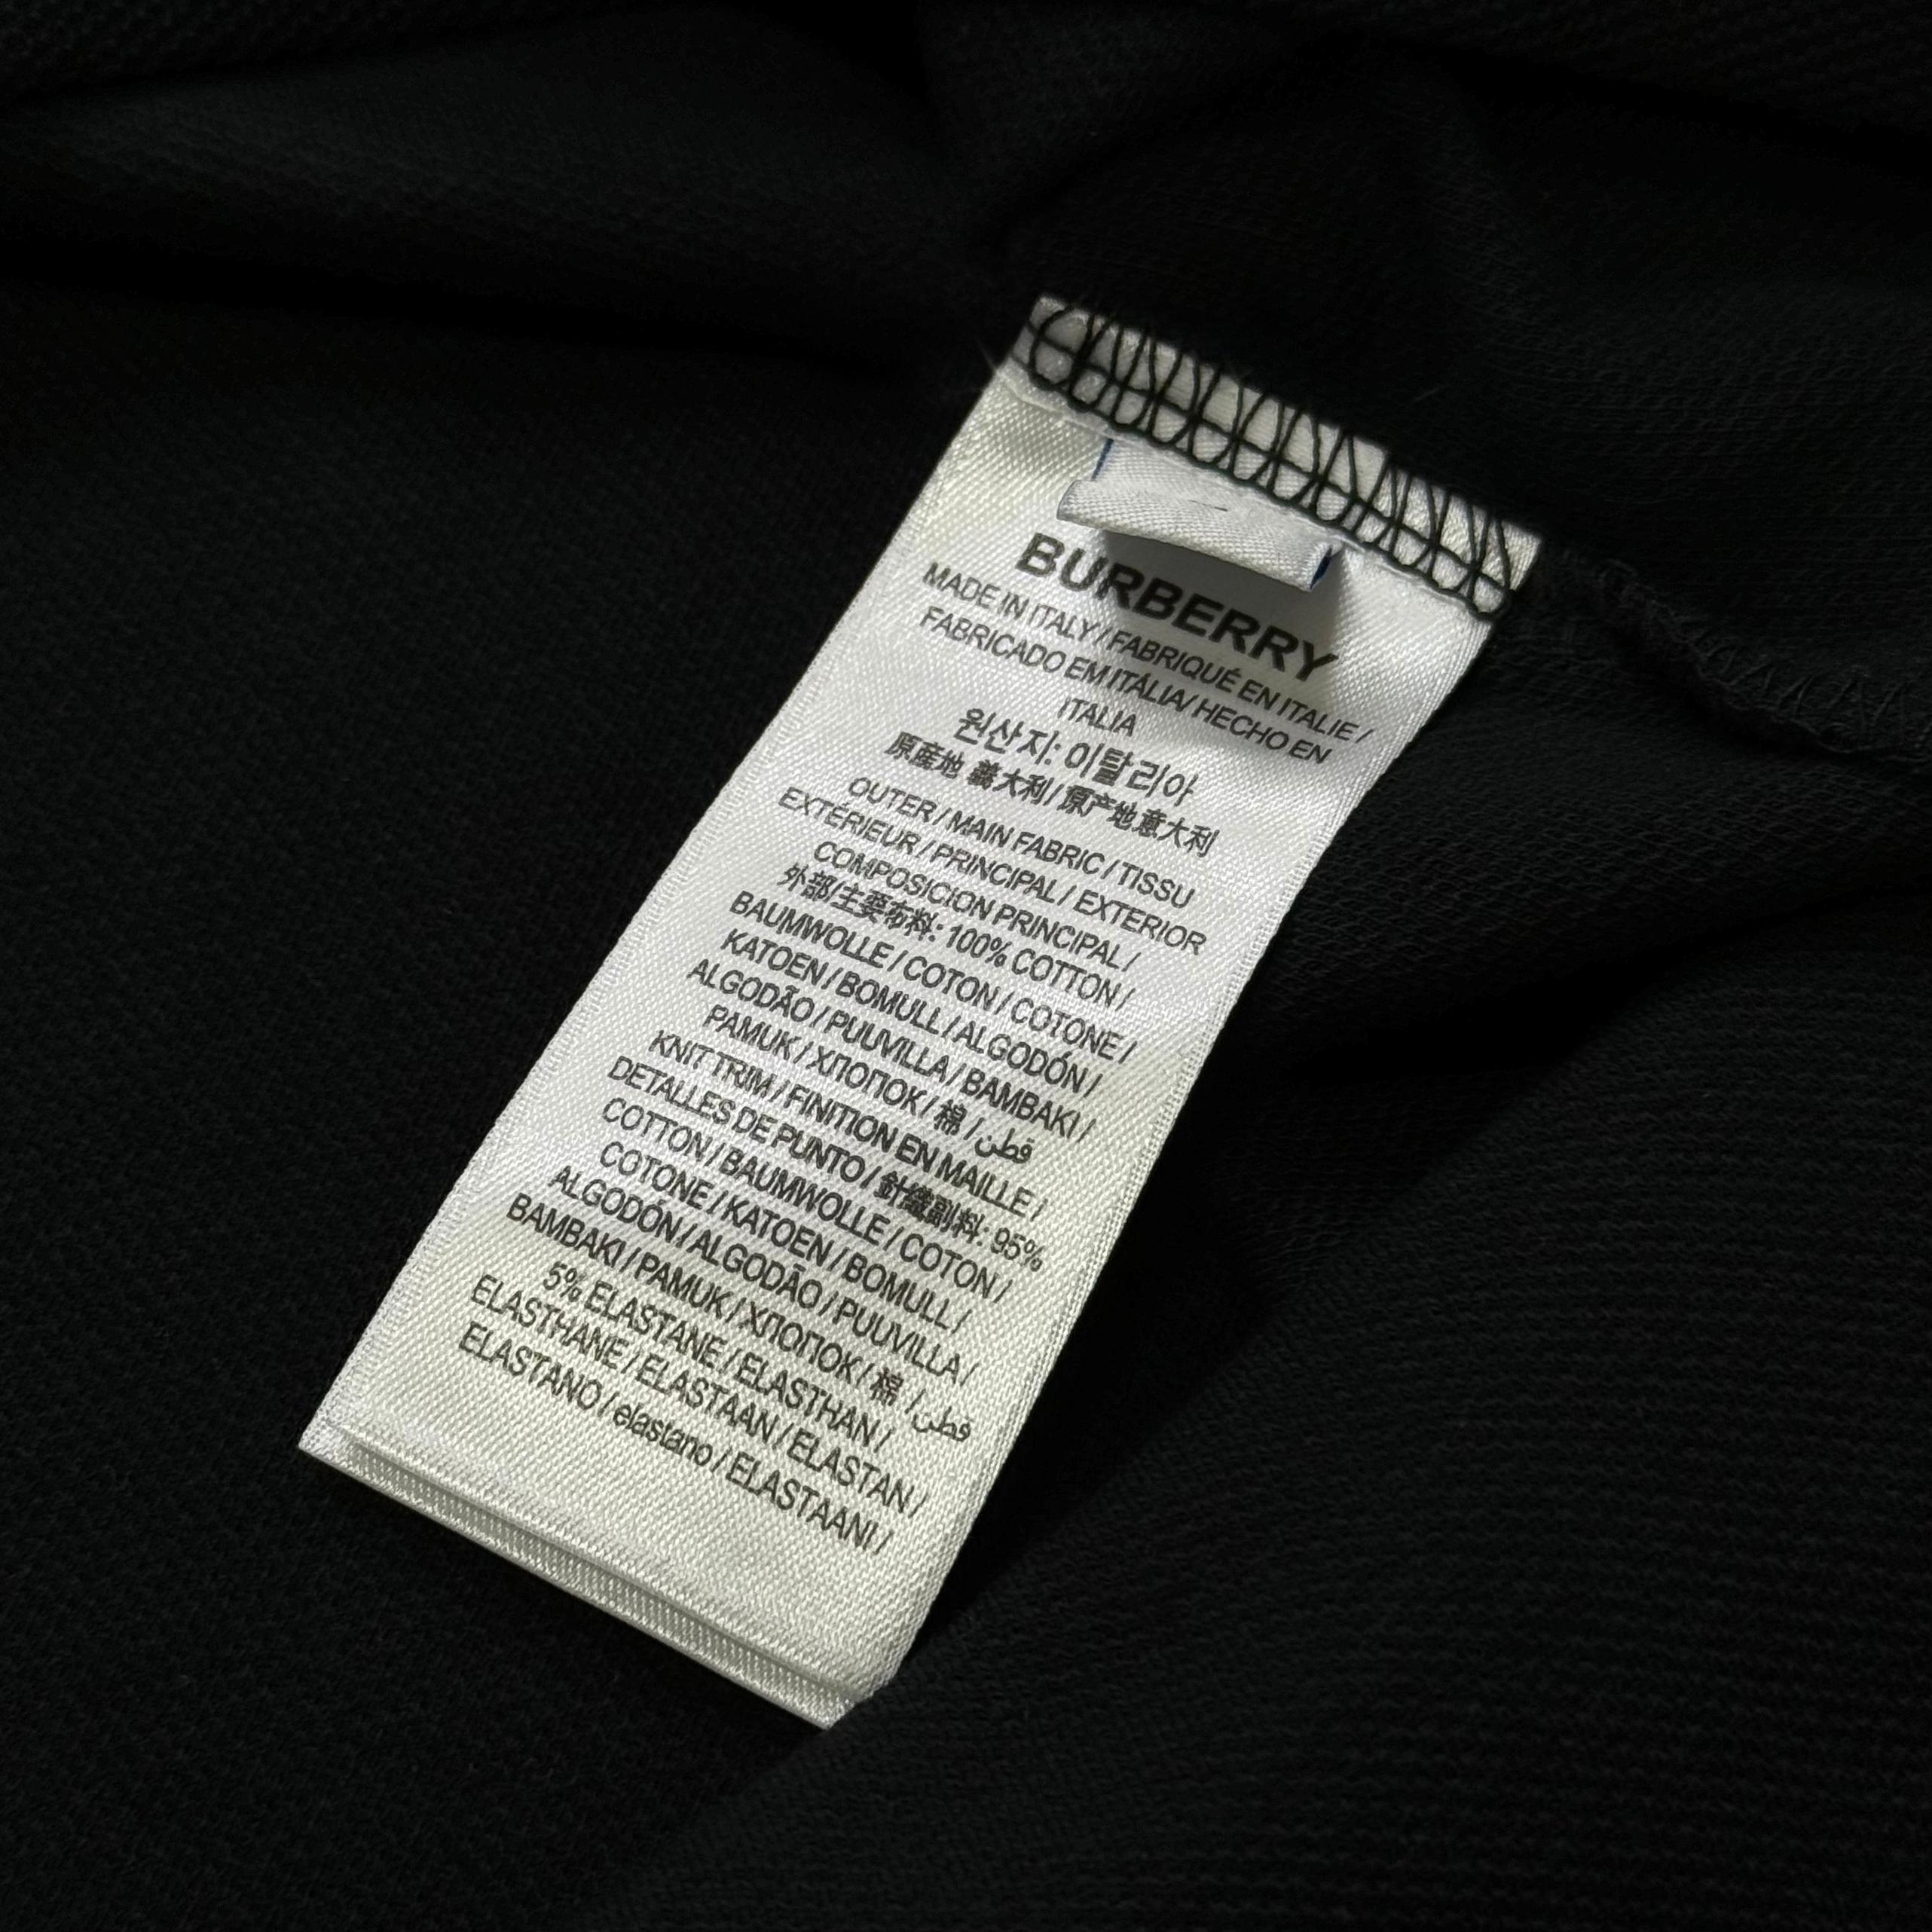 BURBERRY
MADE IN ITALY / FABRIQUÉ EN ITALIE /
FABRICADO EM ITÁLIA/ HECHO EN
ITALIA
원산지: 이탈리아
原産地 義大利/ 原产地意大利
OUTER / MAIN FABRIC / TISSU
EXTÉRIEUR / PRINCIPAL / EXTERIOR
COMPOSICION PRINCIPAL /
外部/主要布料: 100% COTTON /
BAUMWOLLE / COTON / COTONE /
KATOEN / BOMULL / ALGODÓN /
ALGODÃO / PUUVILLA / BAMBAKI /
PAMUK / ХПОПОК / 棉 / قطن
KNIT TRIM / FINITION EN MAILLE /
DETALLES DE PUNTO / 針織副料: 95%
COTTON / BAUMWOLLE / COTON /
COTONE / KATOEN / BOMULL /
ALGODÓN / ALGODÃO / PUUVILLA /
BAMBAKI / PAMUK / ХПОПОК / 棉 / قطن
5% ELASTANE / ELASTHAN /
ELASTHANE / ELASTAAN / ELASTAN /
ELASTANO / elastano / ELASTAANI /